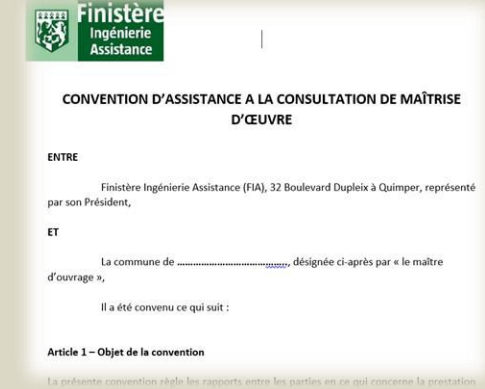 Finistère
Ingénierie
Assistance
CONVENTION D'ASSISTANCE A LA CONSULTATION DE MAÎTRISE
D'ŒUVRE
ENTRE
Finistère Ingénierie Assistance (FIA), 32 Boulevard Dupleix à Quimper, représenté
par son Président,
ET
La commune de ..........................................., désignée ci-après par « le maître
d'ouvrage »,
Il a été convenu ce qui suit :
Article 1 – Objet de la convention
La présente convention règle les rapports entre les parties en ce qui concerne la prestation